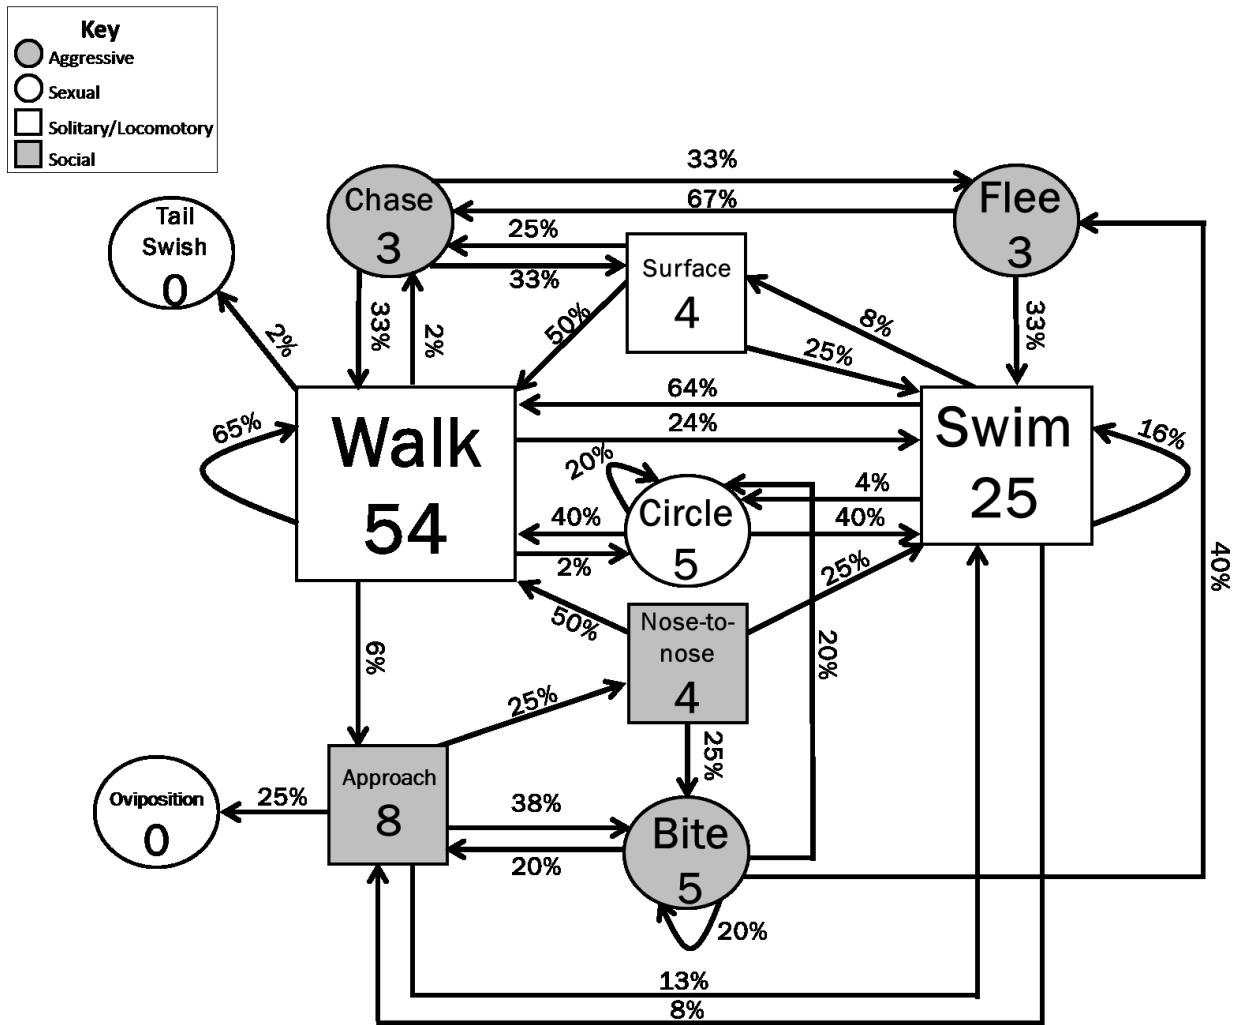 Key
Aggressive
Sexual
Solitary/Locomotory
Social
33%
67%
Chase
3
Flee
3
Tail
Swish
0
25%
33%
Surface
4
2%
33%
2%
50%
8%
25%
33%
64%
24%
Walk
54
Swim
25
65%
16%
20%
4%
Circle
5
40%
40%
2%
25%
40%
50%
Nose-to-
nose
4
20%
6%
25%
25%
Approach
8
Oviposition
0
25%
38%
20%
Bite
5
20%
13%
8%